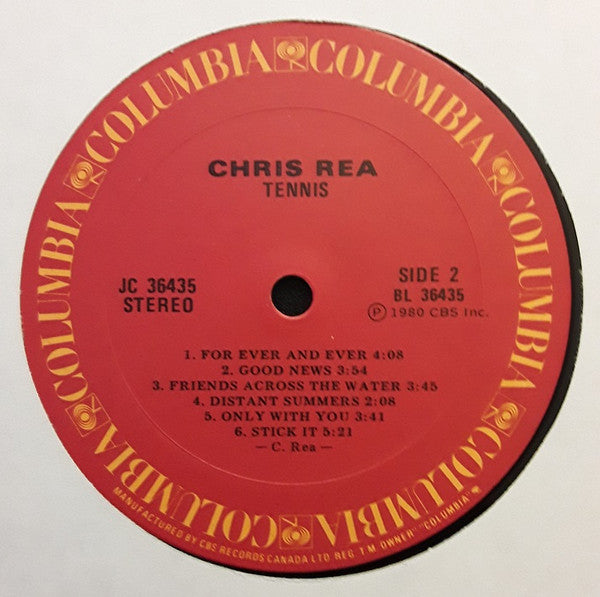 COLUMBIA COLUMBIA COLUMBIA COLUMBIA COLUMBIA COLUMBIA COLUMBIA COLUMBIA
CHRIS REA
TENNIS
JC 36435
STEREO
SIDE 2
BL 36435
Ⓟ 1980 CBS Inc.
1. FOR EVER AND EVER 4:08
2. GOOD NEWS 3:54
3. FRIENDS ACROSS THE WATER 3:45
4. DISTANT SUMMERS 2:08
5. ONLY WITH YOU 3:41
6. STICK IT 5:21
— C. Rea —
MANUFACTURED BY CBS RECORDS CANADA LTD REG. T M OWNER "COLUMBIA"